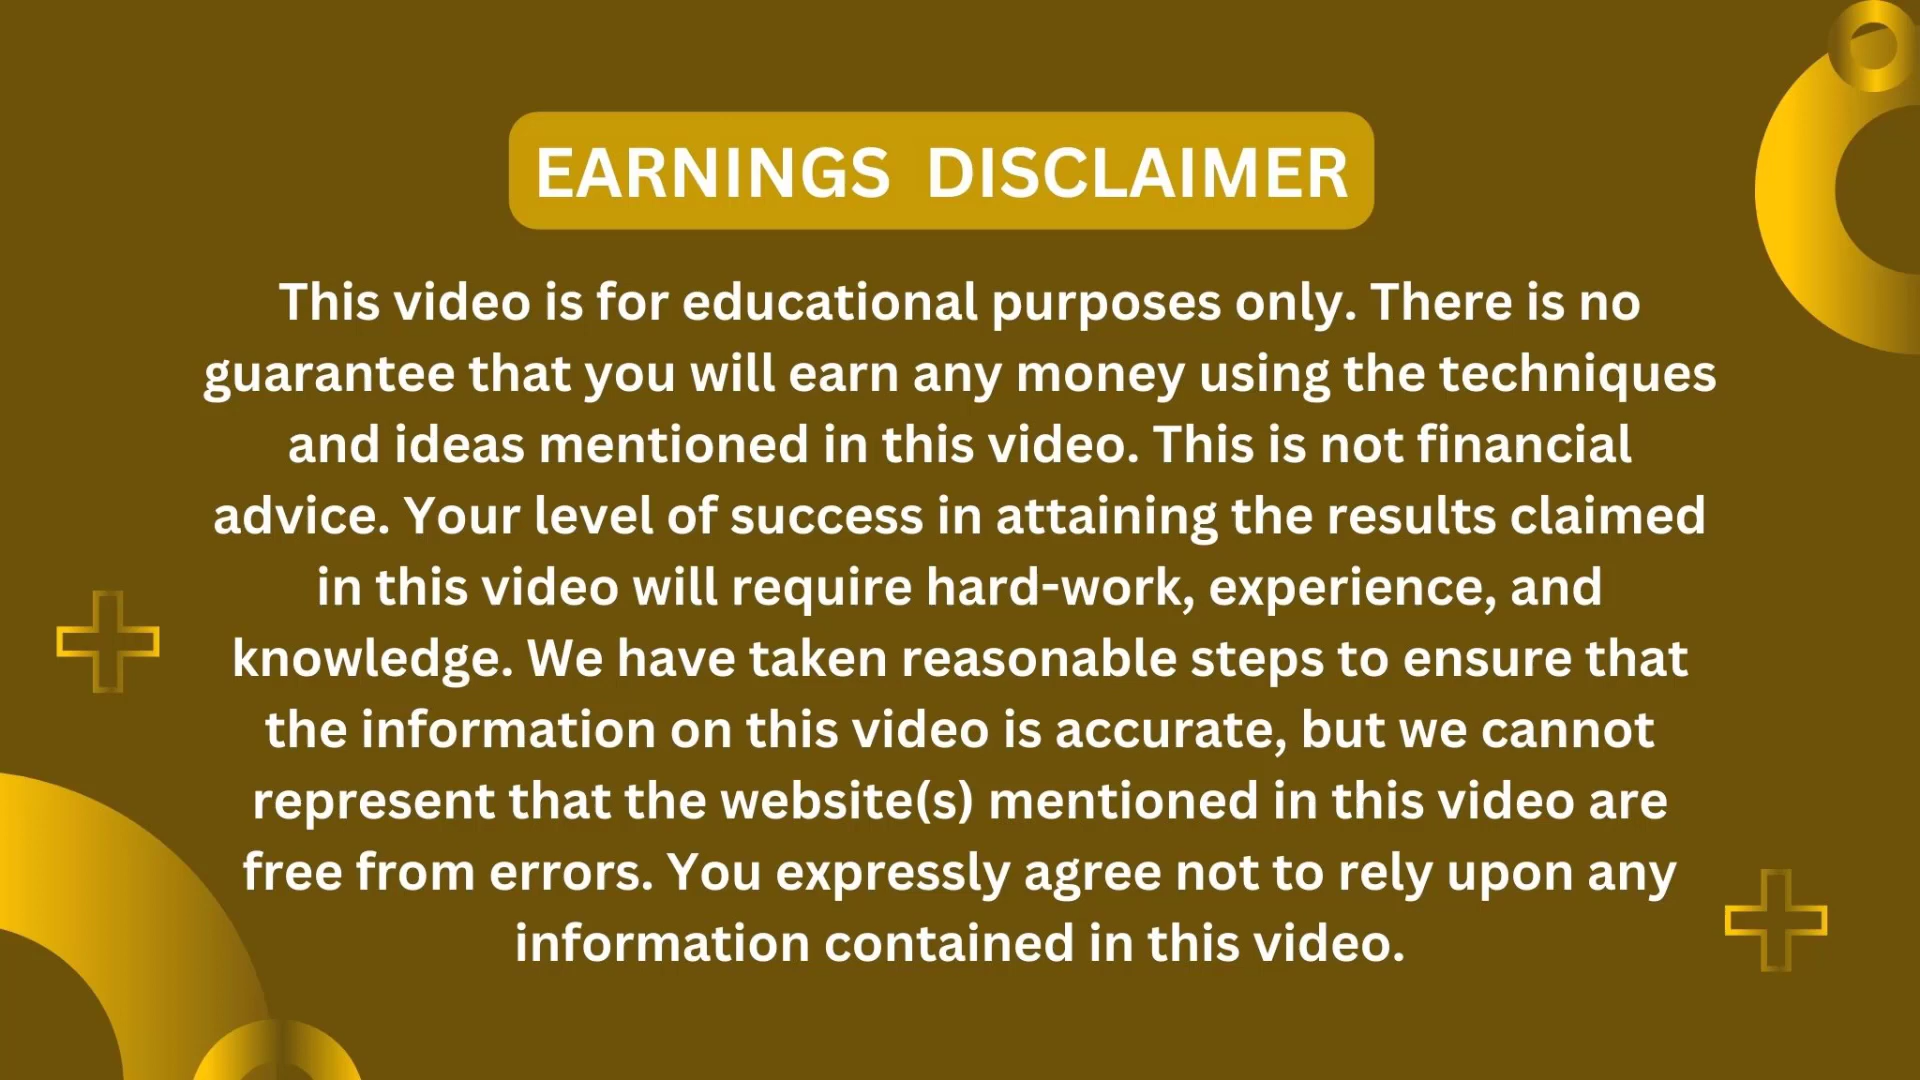 EARNINGS DISCLAIMER
This video is for educational purposes only. There is no
guarantee that you will earn any money using the techniques
and ideas mentioned in this video. This is not financial
advice. Your level of success in attaining the results claimed
in this video will require hard-work, experience, and
knowledge. We have taken reasonable steps to ensure that
the information on this video is accurate, but we cannot
represent that the website(s) mentioned in this video are
free from errors. You expressly agree not to rely upon any
information contained in this video.